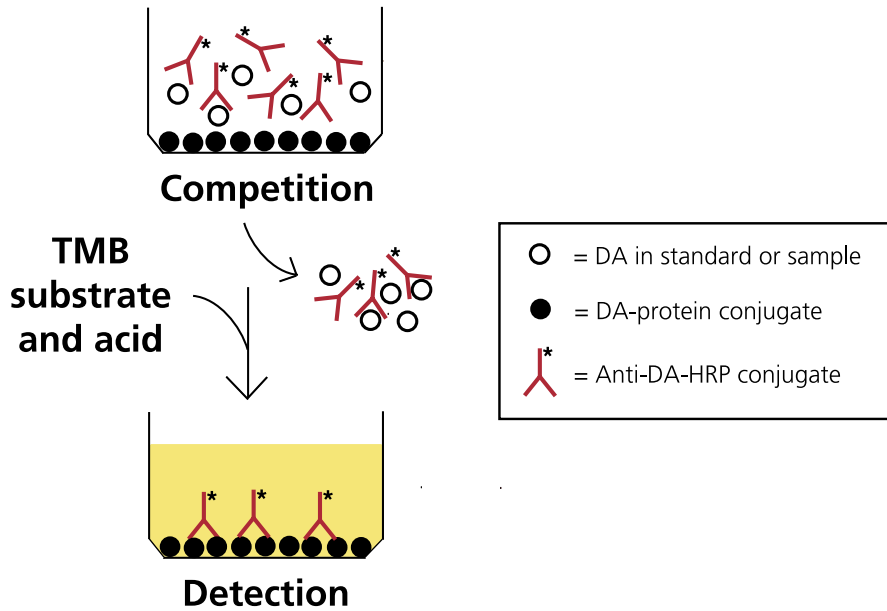 Competition
TMB
substrate
and acid
= DA in standard or sample
= DA-protein conjugate
* = Anti-DA-HRP conjugate
Detection